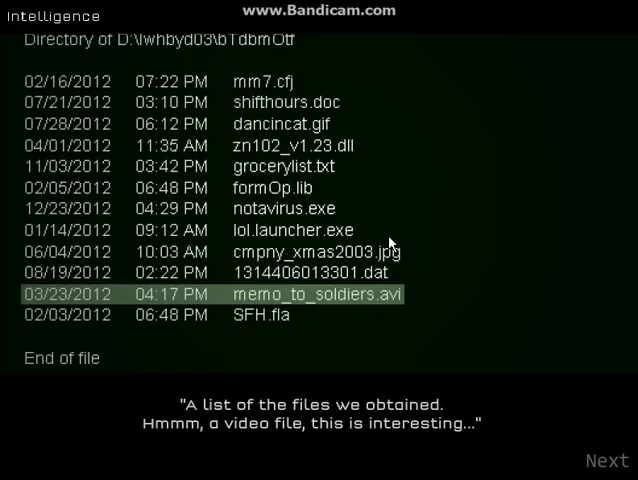 www.Bandicam.com
Intelligence
Directory of D:\lwhbyd03\bTdbmOtf
02/16/2012 07:22 PM mm7.cfj
07/21/2012 03:10 PM shifthours.doc
07/28/2012 06:12 PM dancincat.gif
04/01/2012 11:35 AM zn102_v1.23.dll
11/03/2012 03:42 PM grocerylist.txt
02/05/2012 06:48 PM formOp.lib
12/23/2012 04:29 PM notavirus.exe
01/14/2012 09:12 AM lol.launcher.exe
06/04/2012 10:03 AM cmpny_xmas2003.jpg
08/19/2012 02:22 PM 1314406013301.dat
03/23/2012 04:17 PM memo_to_soldiers.avi
02/03/2012 06:48 PM SFH.fla
End of file
"A list of the files we obtained.
Hmmm, a video file, this is interesting..."
Next